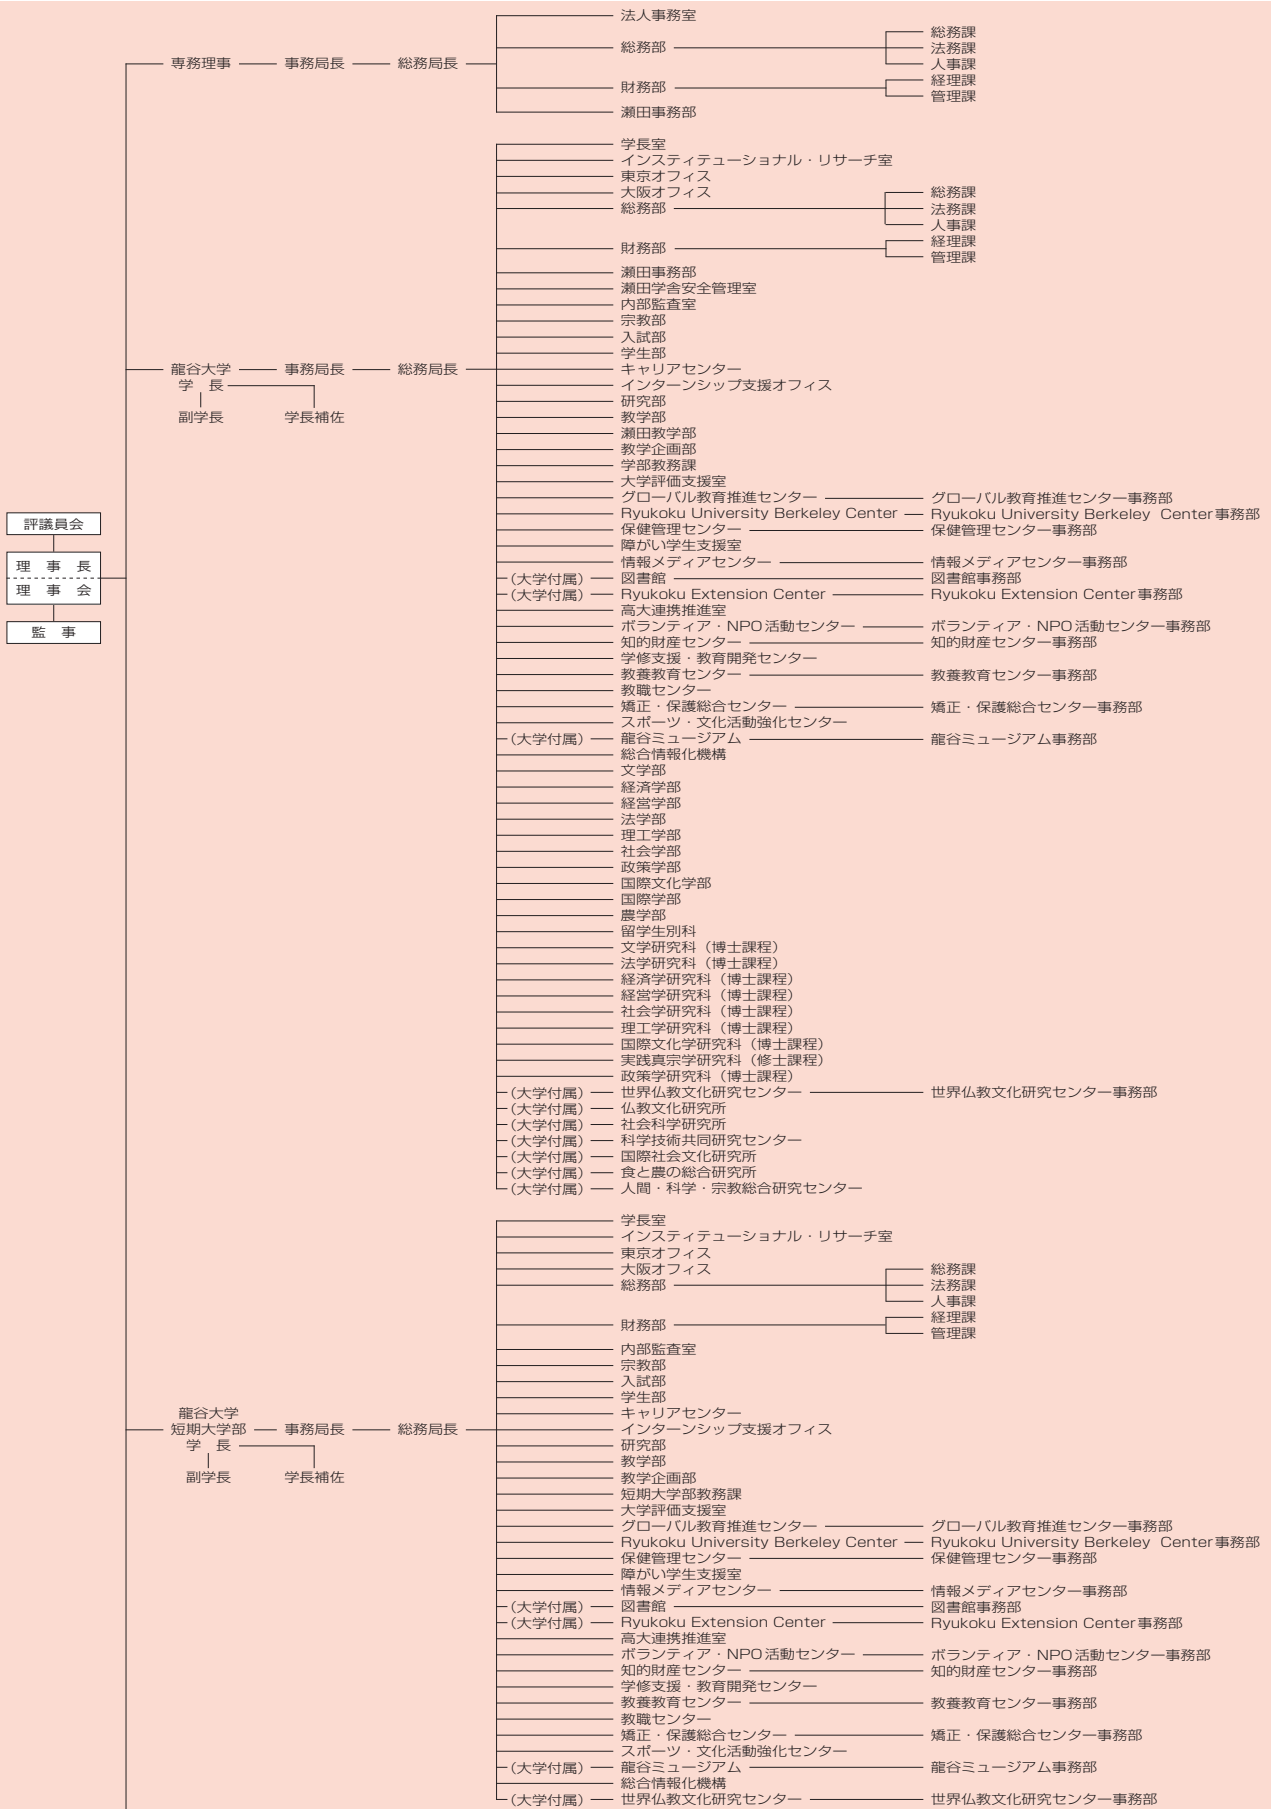 法人事務室
総務課
総務部 法務課
専務理事 事務局長 総務局長 人事課
経理課
財務部
管理課
瀬田事務部
学長室
インスティテューショナル・リサーチ室
東京オフィス
大阪オフィス 総務課
総務部 法務課
人事課
経理課
財務部
管理課
瀬田事務部
瀬田学舎安全管理室
内部監査室
宗教部
入試部
学生部
龍谷大学 事務局長 総務局長 キャリアセンター
学 長 インターンシップ支援オフィス
研究部
副学長 学長補佐 教学部
瀬田教学部
教学企画部
学部教務課
大学評価支援室
グローバル教育推進センター グローバル教育推進センター事務部
Ryukoku University Berkeley Center Ryukoku University Berkeley Center事務部
評議員会 保健管理センター 保健管理センター事務部
障がい学生支援室
理 事 長 情報メディアセンター 情報メディアセンター事務部
(大学付属) 図書館 図書館事務部
理 事 会 (大学付属) Ryukoku Extension Center Ryukoku Extension Center事務部
高大連携推進室
監 事 ボランティア・NPO活動センター ボランティア・NPO活動センター事務部
知的財産センター 知的財産センター事務部
学修支援・教育開発センター
教養教育センター 教養教育センター事務部
教職センター
矯正・保護総合センター 矯正・保護総合センター事務部
スポーツ・文化活動強化センター
(大学付属) 龍谷ミュージアム 龍谷ミュージアム事務部
総合情報化機構
文学部
経済学部
経営学部
法学部
理工学部
社会学部
政策学部
国際文化学部
国際学部
農学部
留学生別科
文学研究科(博士課程)
法学研究科(博士課程)
経済学研究科(博士課程)
経営学研究科(博士課程)
社会学研究科(博士課程)
理工学研究科(博士課程)
国際文化学研究科(博士課程)
実践真宗学研究科(修士課程)
政策学研究科(博士課程)
(大学付属) 世界仏教文化研究センター 世界仏教文化研究センター事務部
(大学付属) 仏教文化研究所
(大学付属) 社会科学研究所
(大学付属) 科学技術共同研究センター
(大学付属) 国際社会文化研究所
(大学付属) 食と農の総合研究所
(大学付属) 人間・科学・宗教総合研究センター
学長室
インスティテューショナル・リサーチ室
東京オフィス
大阪オフィス 総務課
総務部 法務課
人事課
経理課
財務部
管理課
内部監査室
宗教部
入試部
学生部
龍谷大学 キャリアセンター
短期大学部 事務局長 総務局長 インターンシップ支援オフィス
学 長 研究部
教学部
副学長 学長補佐 教学企画部
短期大学部教務課
大学評価支援室
グローバル教育推進センター グローバル教育推進センター事務部
Ryukoku University Berkeley Center Ryukoku University Berkeley Center事務部
保健管理センター 保健管理センター事務部
障がい学生支援室
情報メディアセンター 情報メディアセンター事務部
(大学付属) 図書館 図書館事務部
(大学付属) Ryukoku Extension Center Ryukoku Extension Center事務部
高大連携推進室
ボランティア・NPO活動センター ボランティア・NPO活動センター事務部
知的財産センター 知的財産センター事務部
学修支援・教育開発センター
教養教育センター 教養教育センター事務部
教職センター
矯正・保護総合センター 矯正・保護総合センター事務部
スポーツ・文化活動強化センター
(大学付属) 龍谷ミュージアム 龍谷ミュージアム事務部
総合情報化機構
(大学付属) 世界仏教文化研究センター 世界仏教文化研究センター事務部